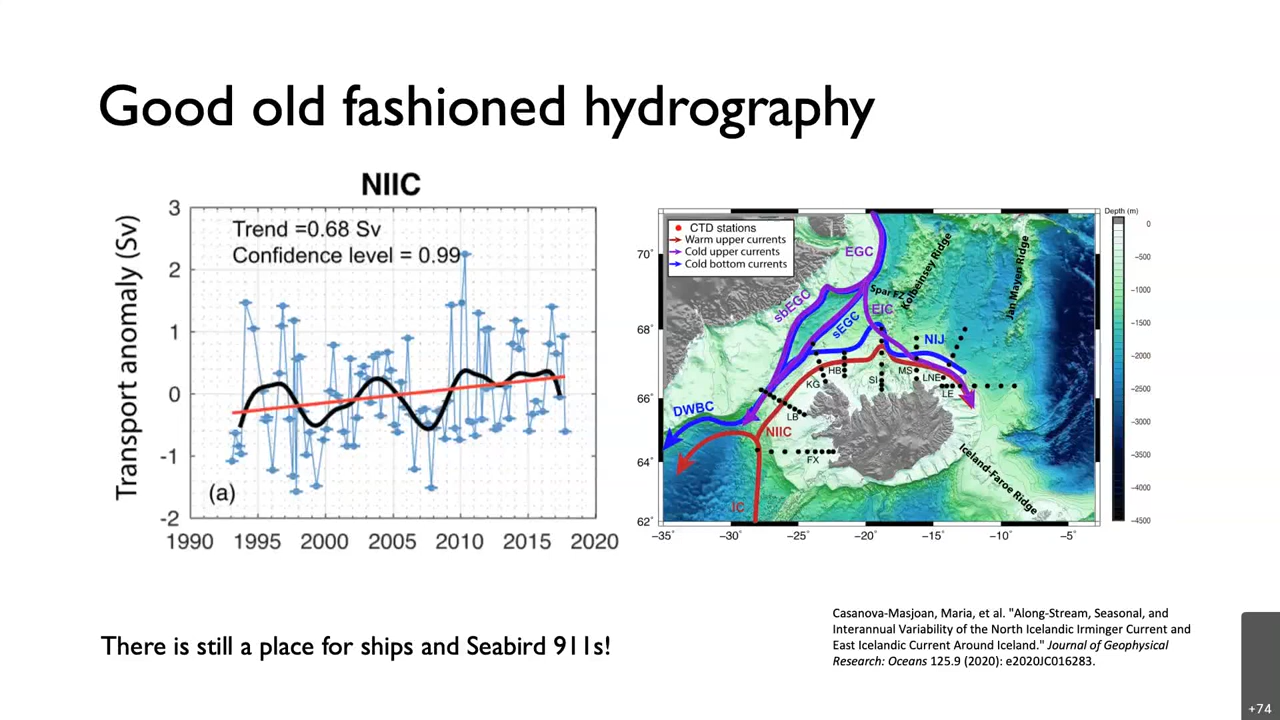 Good old fashioned hydrography
NIIC
Trend =0.68 Sv
Confidence level = 0.99
Transport anomaly (Sv)
3
2
1
0
-1
-2
(a)
1990 1995 2000 2005 2010 2015 2020
CTD stations
Warm upper currents
Cold upper currents
Cold bottom currents
EGC
Kolbeinsey Ridge
Jan Mayen Ridge
Spar FZ
sbEGC
sEGC
EIC
NIJ
HB
KG
SI
MS
LNE
LE
DWBC
LB
NIIC
FX
Iceland-Faroe Ridge
IC
70°
68°
66°
64°
62°
−35° −30° −25° −20° −15° −10° −5°
Depth (m)
0
−500
−1000
−1500
−2000
−2500
−3000
−3500
−4000
−4500
There is still a place for ships and Seabird 911s!
Casanova-Masjoan, Maria, et al. "Along-Stream, Seasonal, and
Interannual Variability of the North Icelandic Irminger Current and
East Icelandic Current Around Iceland." Journal of Geophysical
Research: Oceans 125.9 (2020): e2020JC016283.
+74